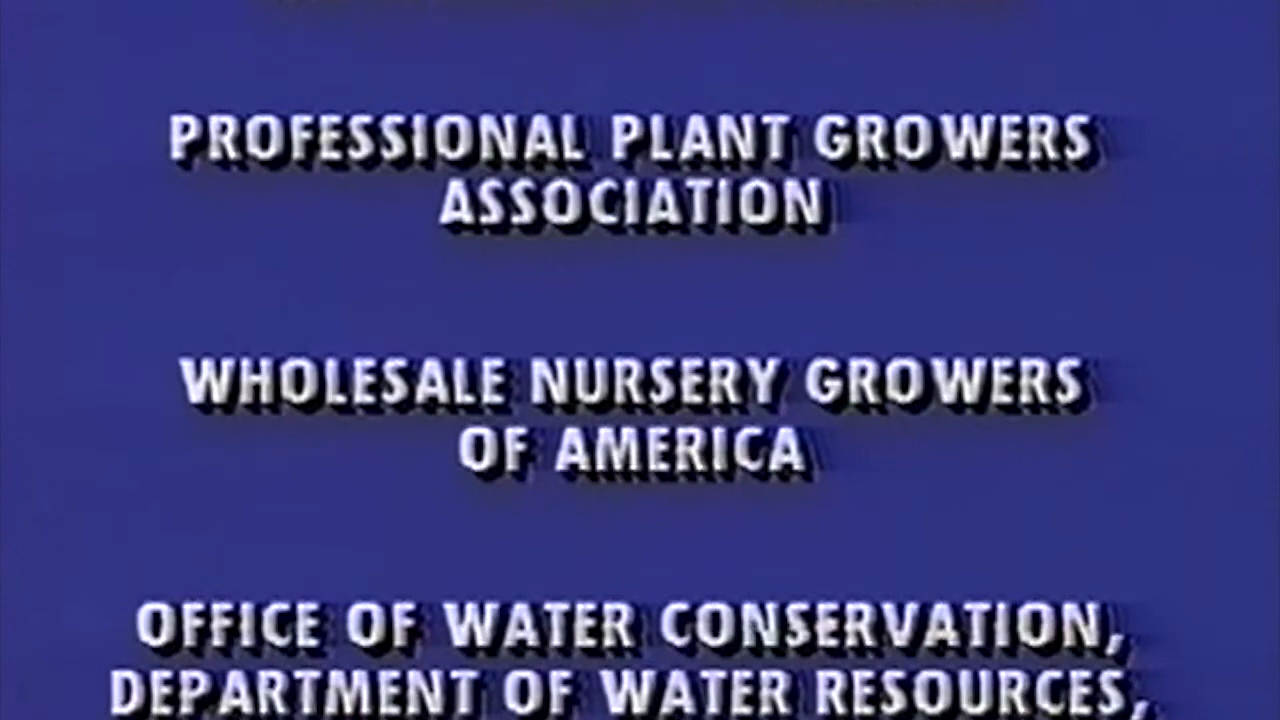 PROFESSIONAL PLANT GROWERS
ASSOCIATION
WHOLESALE NURSERY GROWERS
OF AMERICA
OFFICE OF WATER CONSERVATION,
DEPARTMENT OF WATER RESOURCES,